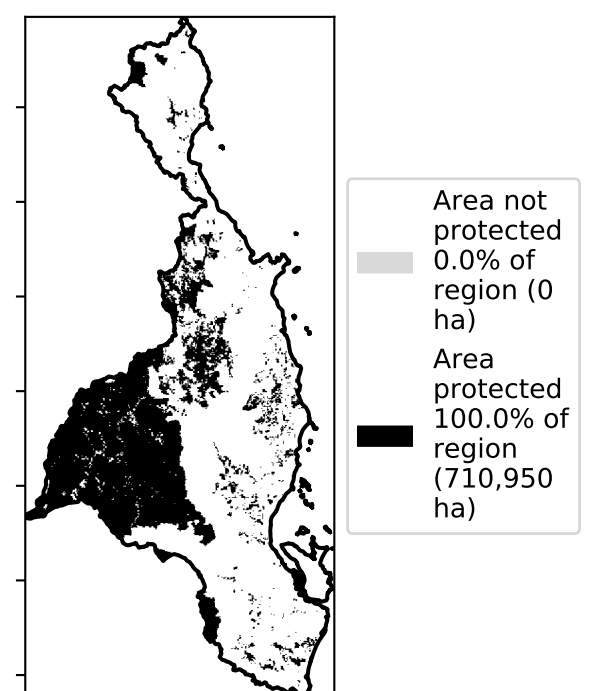 Area not
protected
0.0% of
region (0
ha)
Area
protected
100.0% of
region
(710,950
ha)